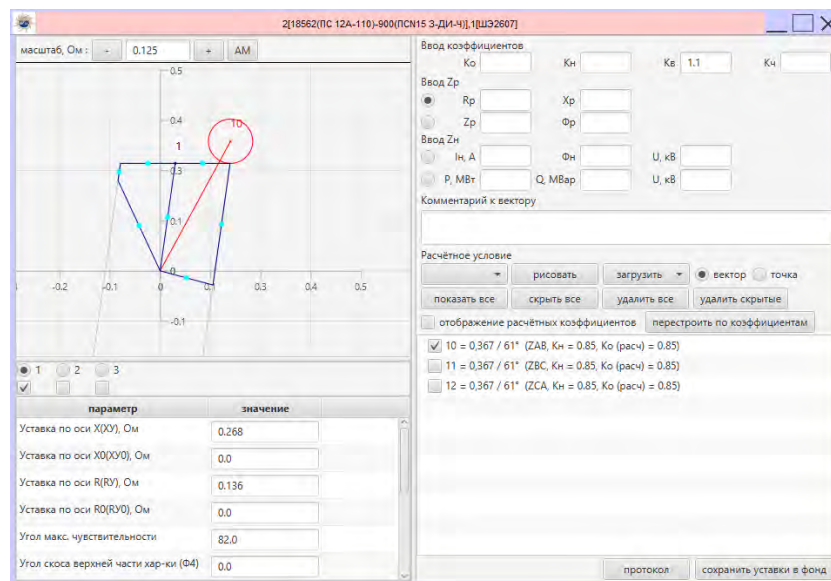 2[18562(ПС 12А-110)-900(ПСN15 3-ДИ-Ч)],1[ШЭ2607]
масштаб, Ом : - 0.125 + АМ
0.5
0.4
10
1
0.3
0.1
0
-0.2 -0.1 0.1 0.3 0.4 0.5
-0.1
1 2 3
параметр значение
Уставка по оси X(XУ), Ом 0.268
Уставка по оси X0(XУ0), Ом 0.0
Уставка по оси R(RУ), Ом 0.136
Уставка по оси R0(RУ0), Ом 0.0
Угол макс. чувствительности 82.0
Угол скоса верхней части хар-ки (Ф4) 0.0
Ввод коэффициентов
Ко Кн Кв 1.1 Кч
Ввод Zр
Rр Xр
Zр Фр
Ввод Zн
Iн, А Фн U, кВ
P, МВт Q, МВар U, кВ
Комментарий к вектору
Расчётное условие
рисовать загрузить вектор точка
показать все скрыть все удалить все удалить скрытые
отображение расчётных коэффициентов перестроить по коэффициентам
10 = 0,367 / 61° (ZAB, Кн = 0.85, Ко (расч) = 0.85)
11 = 0,367 / 61° (ZBC, Кн = 0.85, Ко (расч) = 0.85)
12 = 0,367 / 61° (ZCA, Кн = 0.85, Ко (расч) = 0.85)
протокол сохранить уставки в фонд